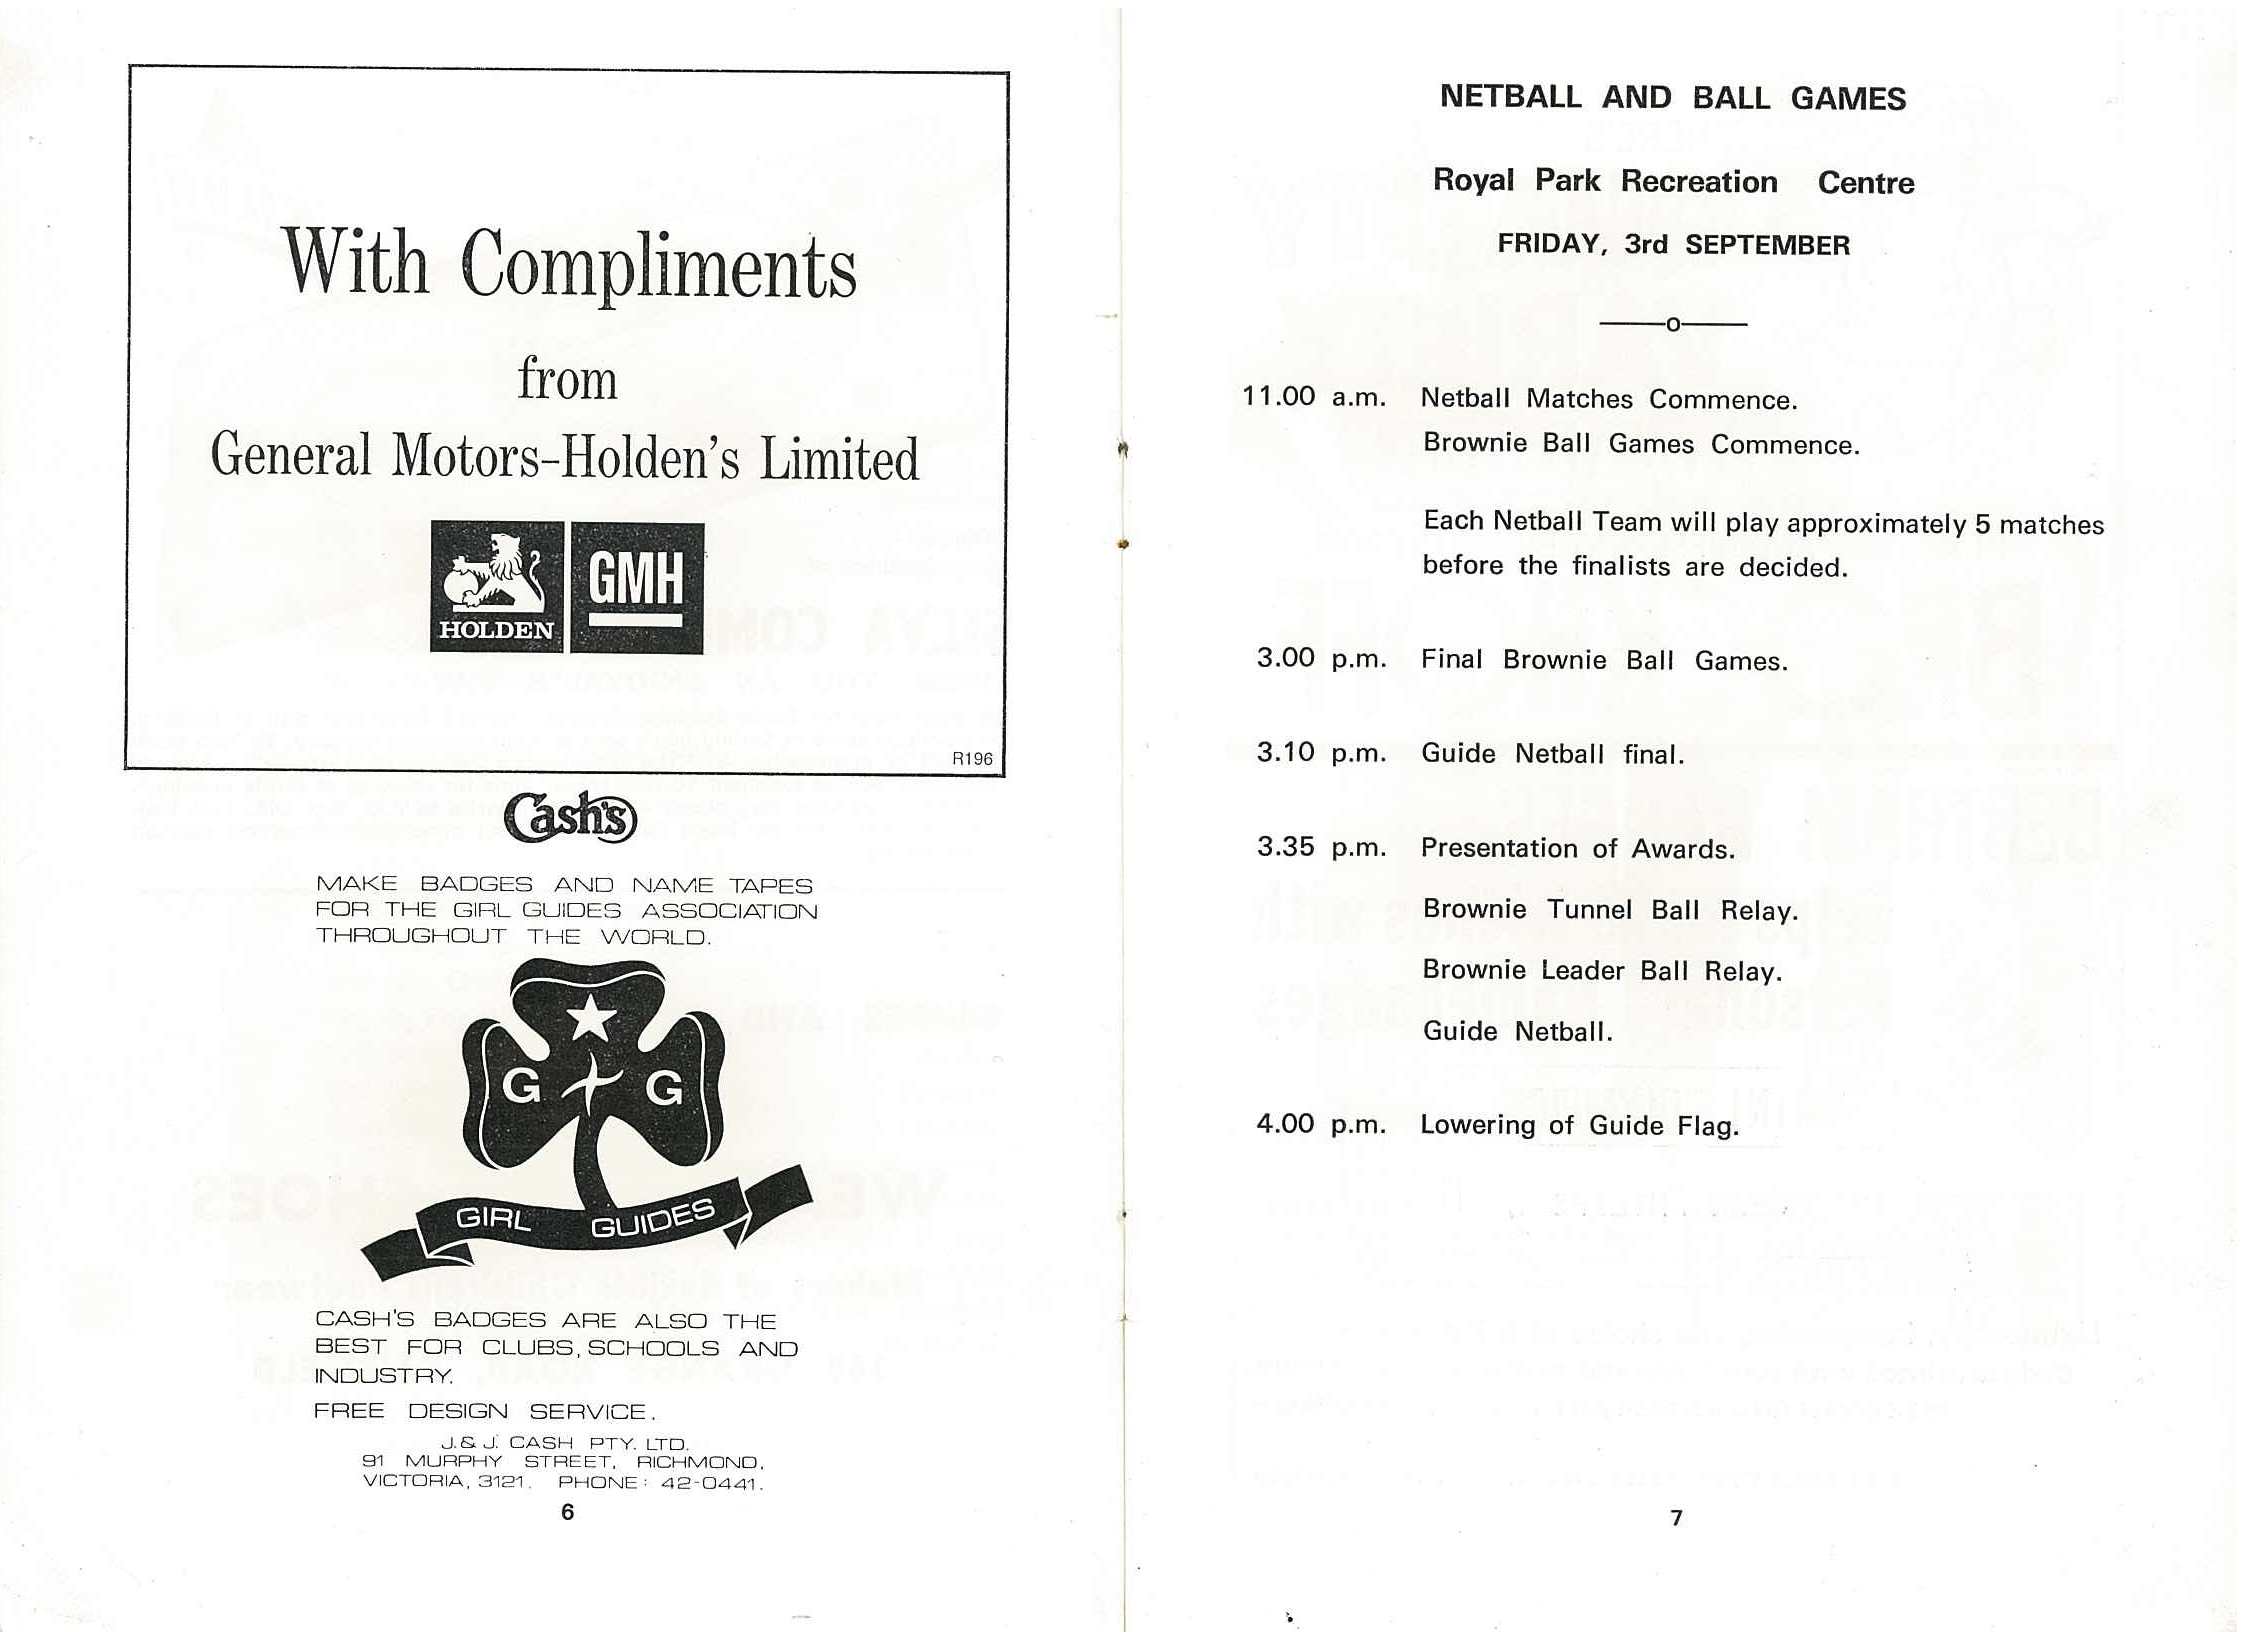 With Compliments
from
General Motors-Holden's Limited
HOLDEN
GMH
R196
Cash's
MAKE BADGES AND NAME TAPES
FOR THE GIRL GUIDES ASSOCIATION
THROUGHOUT THE WORLD.
G G
GIRL GUIDES
CASH'S BADGES ARE ALSO THE
BEST FOR CLUBS, SCHOOLS AND
INDUSTRY.
FREE DESIGN SERVICE.
J. & J. CASH PTY. LTD.
91 MURPHY STREET, RICHMOND,
VICTORIA, 3121. PHONE: 42-0441.
6
NETBALL AND BALL GAMES
Royal Park Recreation Centre
FRIDAY, 3rd SEPTEMBER
11.00 a.m. Netball Matches Commence.
Brownie Ball Games Commence.
Each Netball Team will play approximately 5 matches
before the finalists are decided.
3.00 p.m. Final Brownie Ball Games.
3.10 p.m. Guide Netball final.
3.35 p.m. Presentation of Awards.
Brownie Tunnel Ball Relay.
Brownie Leader Ball Relay.
Guide Netball.
4.00 p.m. Lowering of Guide Flag.
7